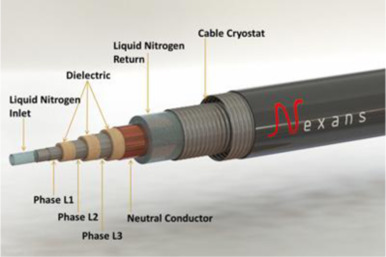 Cable Cryostat
Liquid Nitrogen
Return
Dielectric
Liquid Nitrogen
Inlet
Nexans
Phase L1
Phase L2
Neutral Conductor
Phase L3